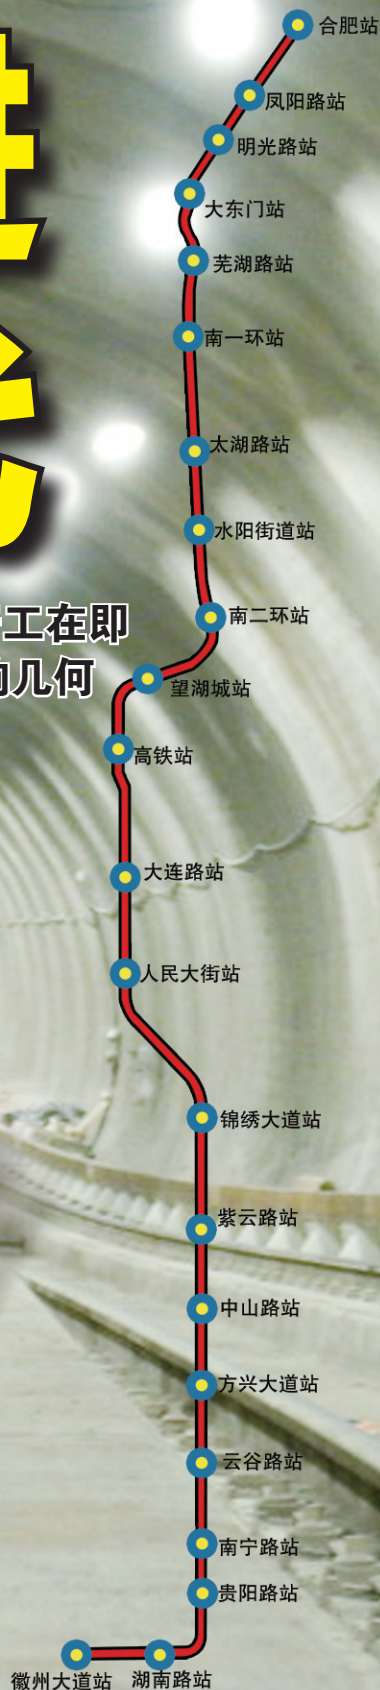 合肥站
凤阳路站
明光路站
大东门站
芜湖路站
南一环站
太湖路站
水阳街道站
南二环站
工在即
几何
望湖城站
高铁站
大连路站
人民大街站
锦绣大道站
紫云路站
中山路站
方兴大道站
云谷路站
南宁路站
贵阳路站
徽州大道站 湖南路站